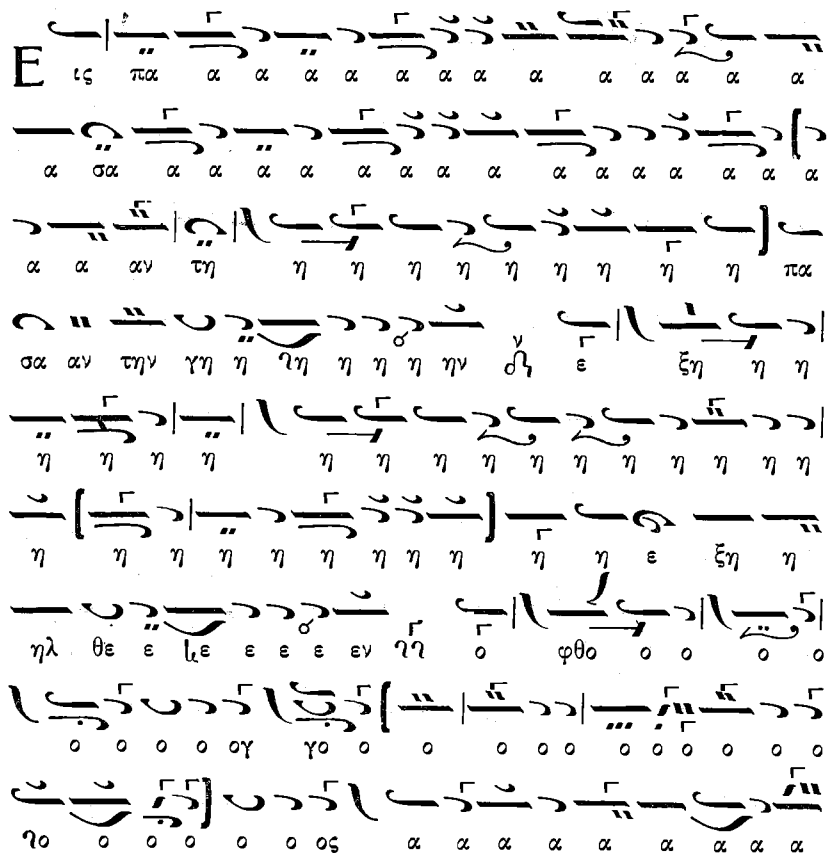 Ε ις πα α α α α α α α α α α α α
α σα α α α α α α α α α α α α α α α
α α αν τη η η η η η η η η η πα
σα αν την γη η η η η η ην ε ξη η η
η η η η η η η η η η η η η η
η η η η η η η η η η η ε ξη η
ηλ θε ε ε ε ε ε εν ο φθο ο ο ο ο
ο ο ο ο ογ γο ο ο ο ο ο ο ο ο ο ο ο
ο ο ο ο ο ο ος α α α α α α α α